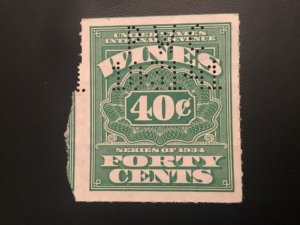 UNITED STATES
INTERNAL REVENUE
WINES
40¢
SERIES OF 1934
FORTY
CENTS